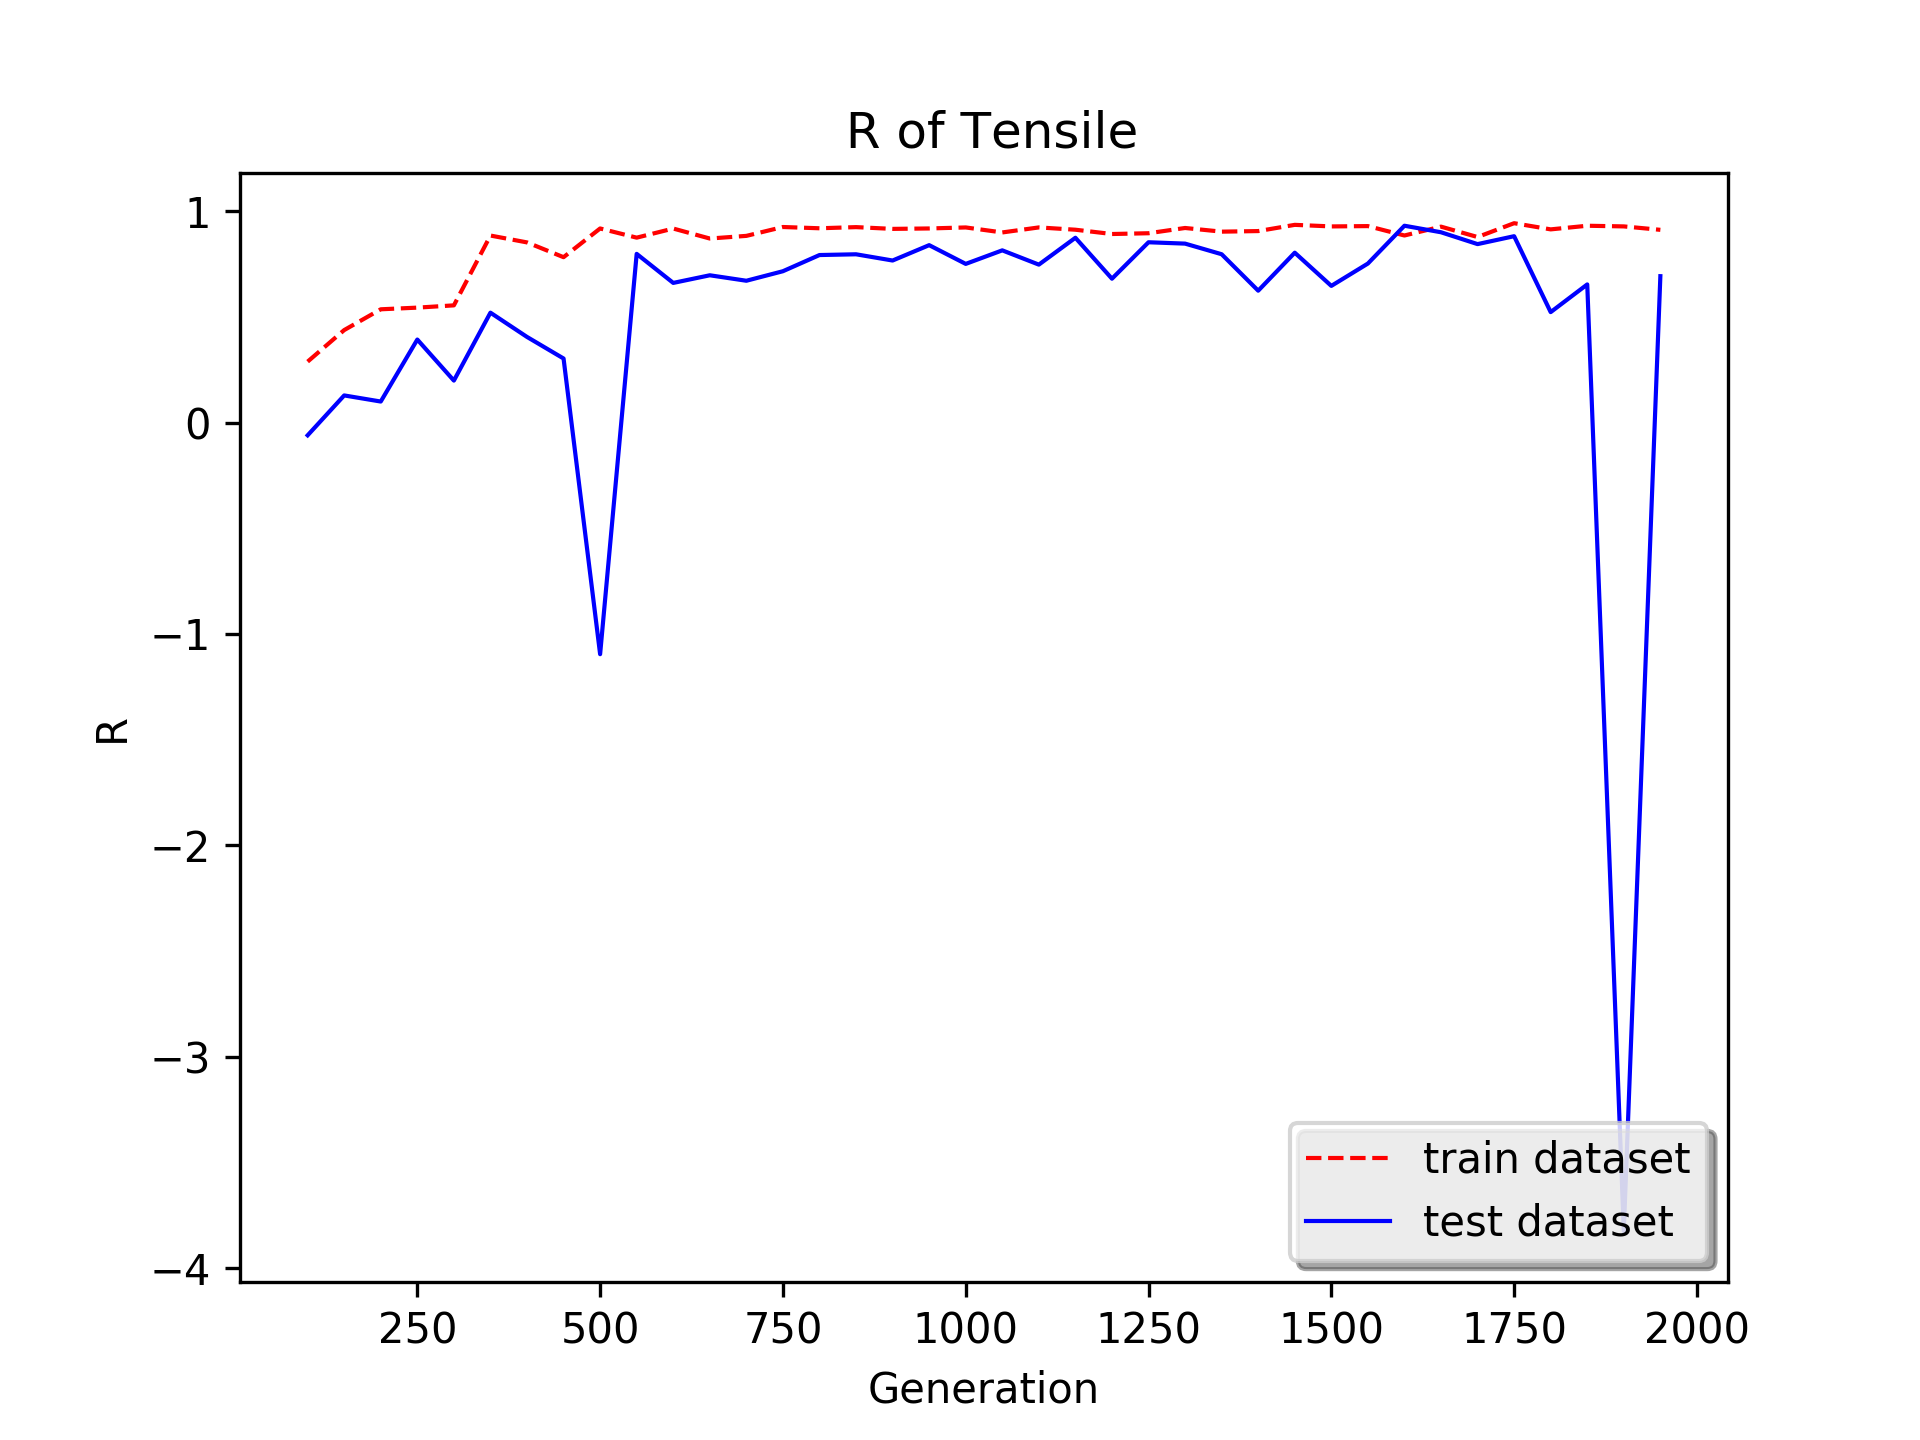 R of Tensile
1
0
−1
−2
−3
−4
R
250 500 750 1000 1250 1500 1750 2000
Generation
train dataset
test dataset